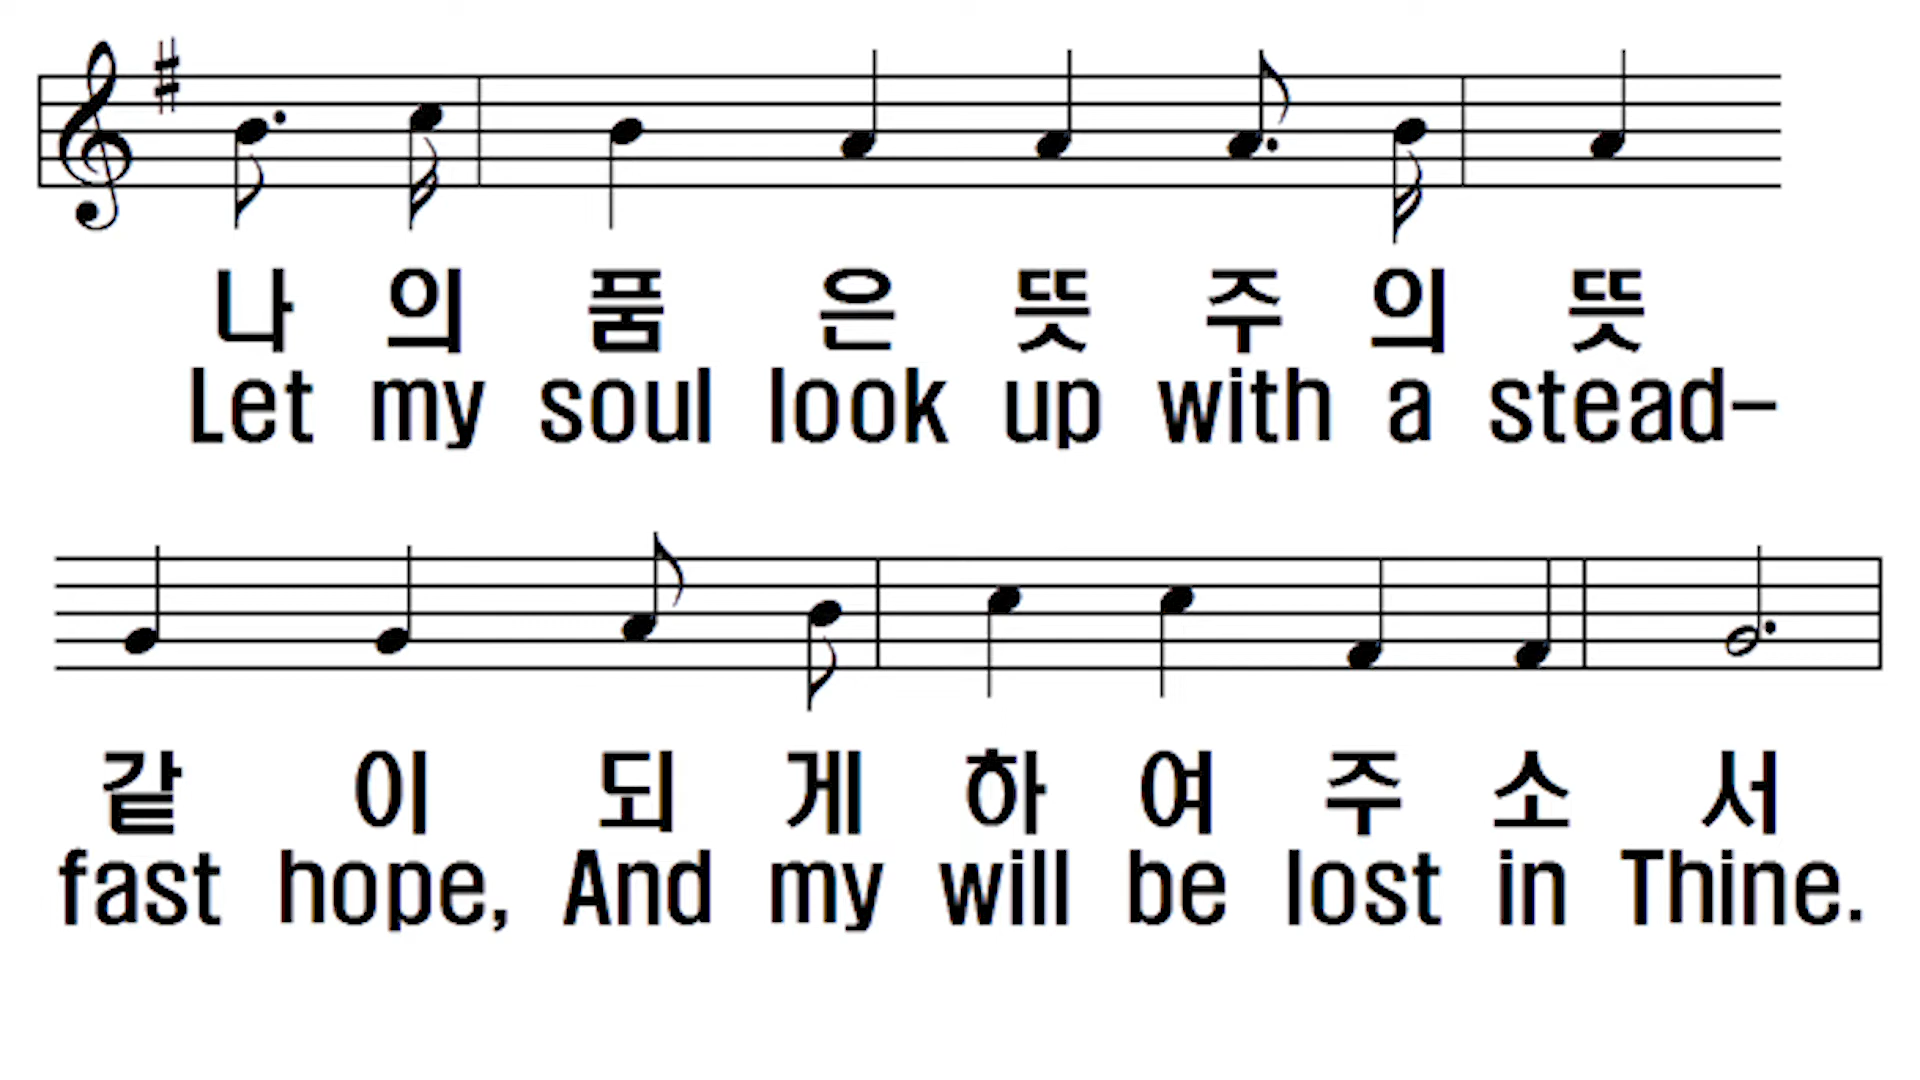 나 의 품 은 뜻 주 의 뜻
Let my soul look up with a stead-
같 이 되 게 하 여 주 소 서
fast hope, And my will be lost in Thine.